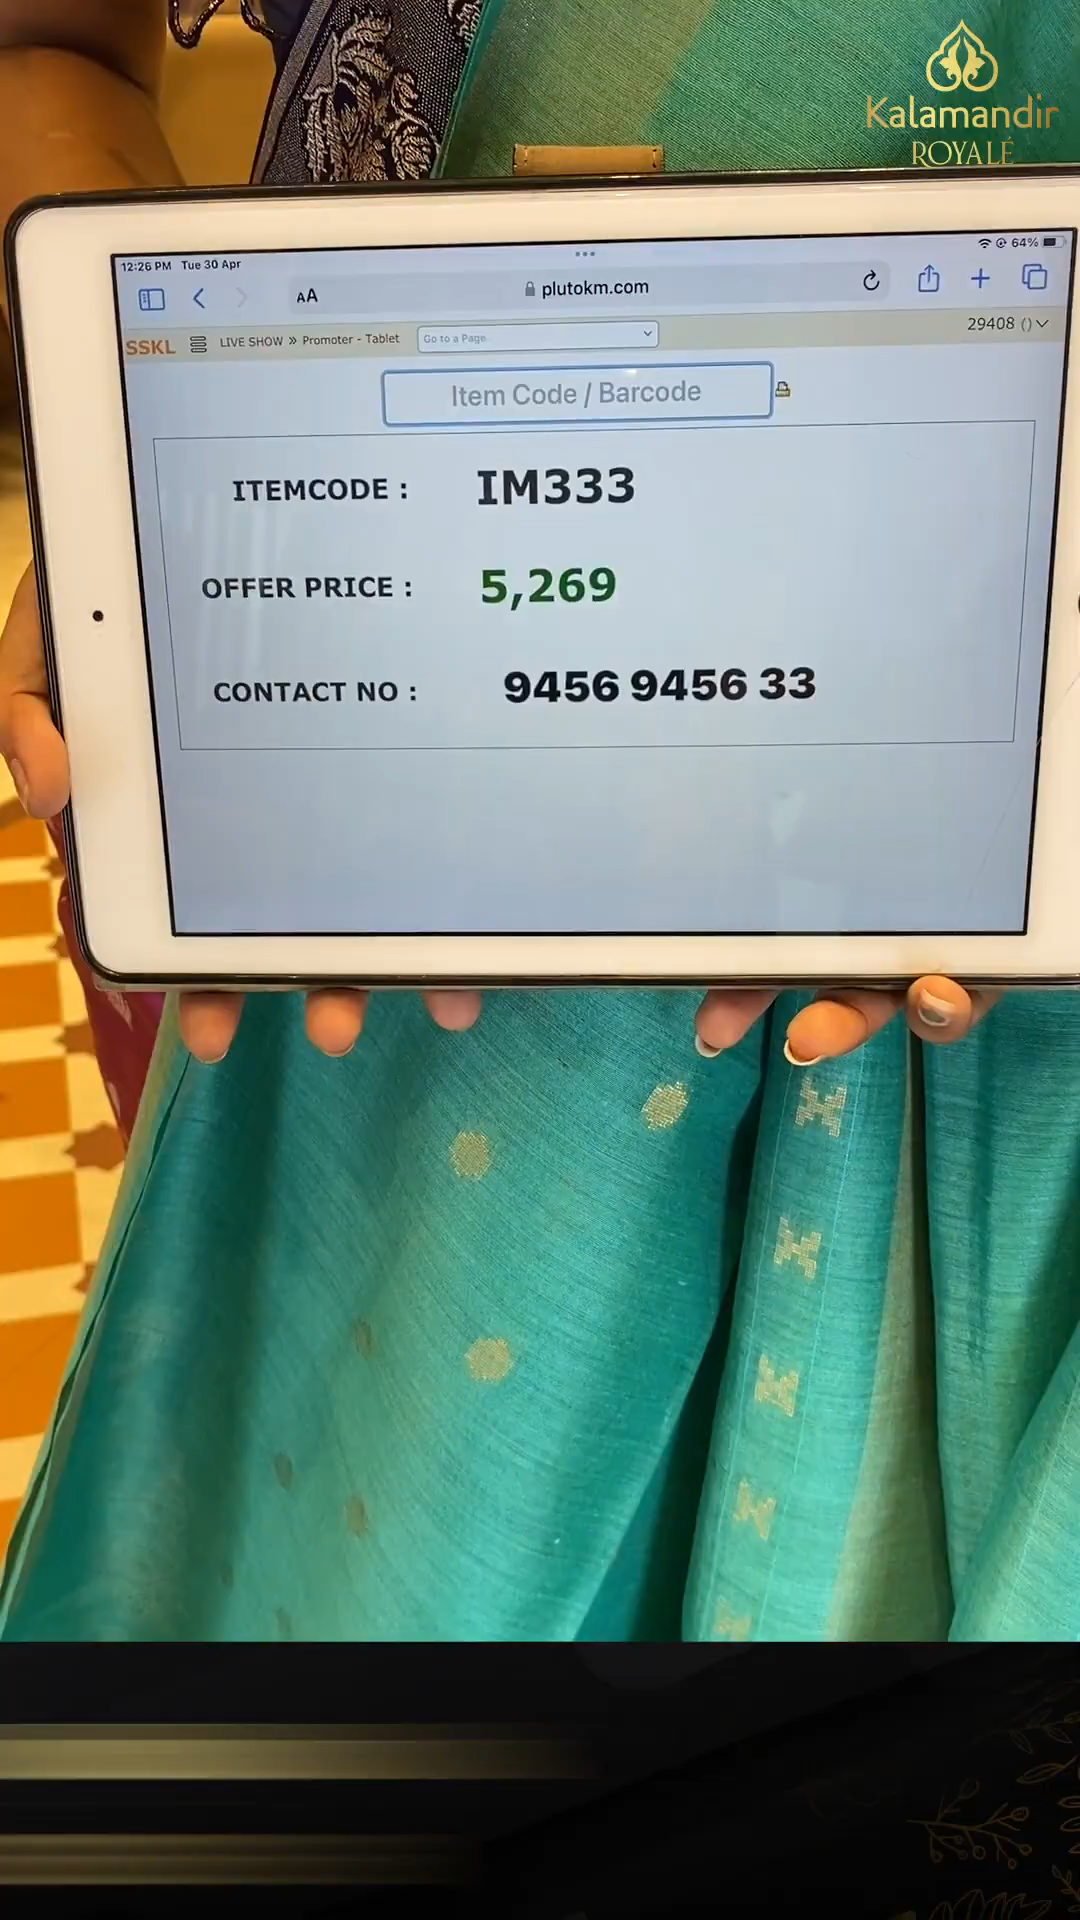 Kalamandir
ROYALÉ
12:26 PM Tue 30 Apr
64%
AA
plutokm.com
SSKL
LIVE SHOW » Promoter - Tablet
Go to a Page
29408 ()
Item Code / Barcode
ITEMCODE : IM333
OFFER PRICE : 5,269
CONTACT NO : 9456 9456 33